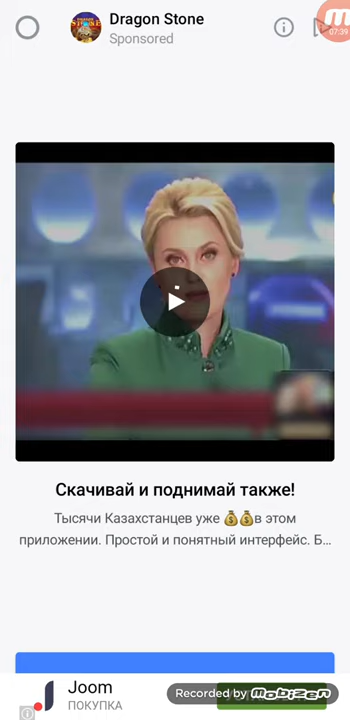 Dragon Stone
Sponsored
07:39
Скачивай и поднимай также!
Тысячи Казахстанцев уже 💰💰в этом
приложении. Простой и понятный интерфейс. Б...
Joom
ПОКУПКА
Recorded by MOBIZEN